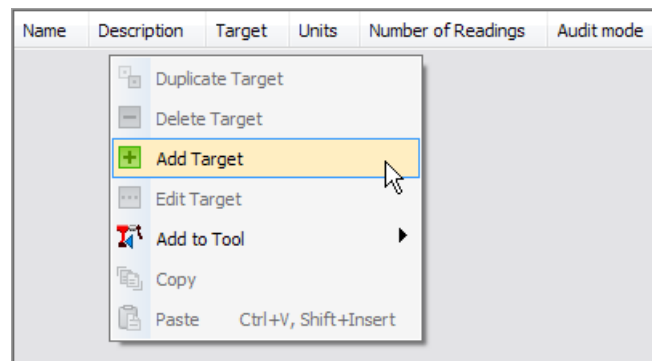 Name Description Target Units Number of Readings Audit mode
Duplicate Target
Delete Target
Add Target
Edit Target
Add to Tool
Copy
Paste Ctrl+V, Shift+Insert